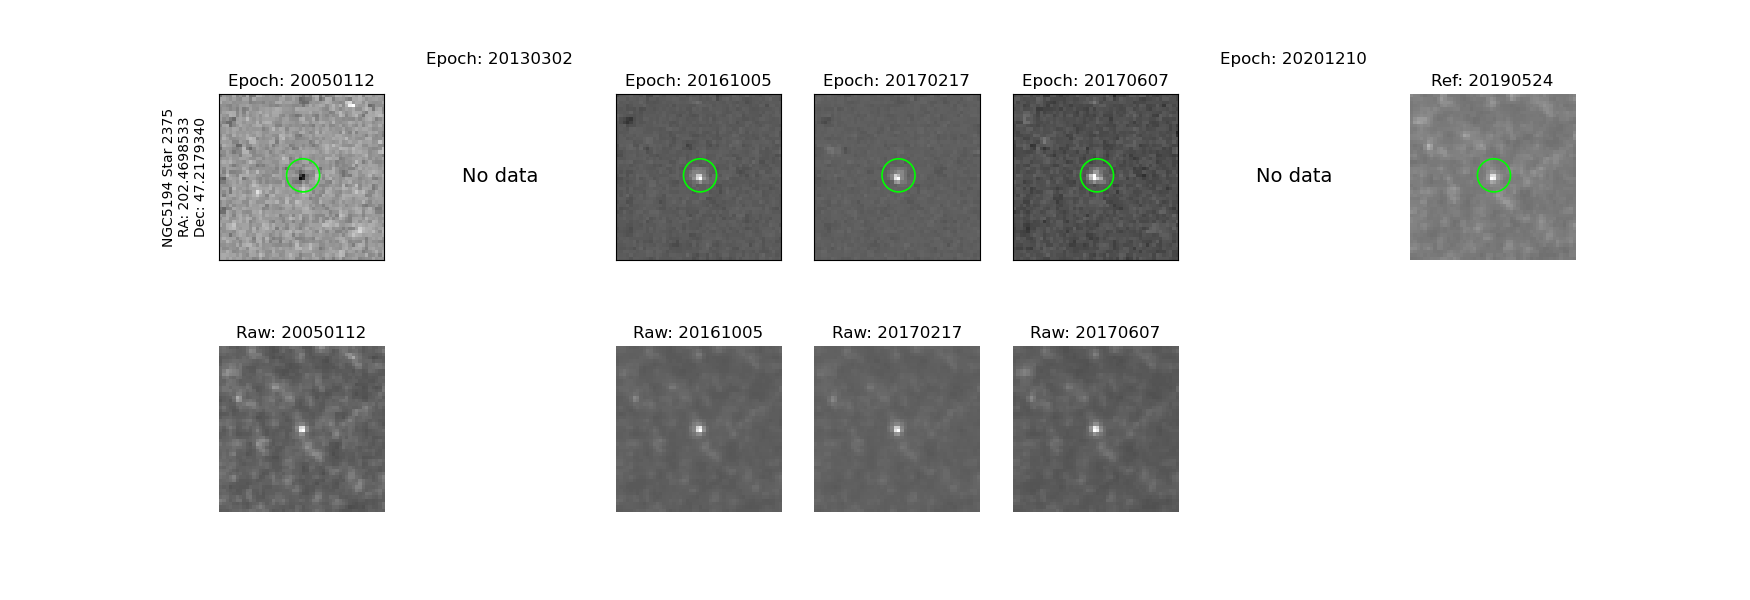 Epoch: 20130302
Epoch: 20201210
Epoch: 20050112
Epoch: 20161005
Epoch: 20170217
Epoch: 20170607
Ref: 20190524
NGC5194 Star 2375
RA: 202.4698533
Dec: 47.2179340
No data
No data
Raw: 20050112
Raw: 20161005
Raw: 20170217
Raw: 20170607